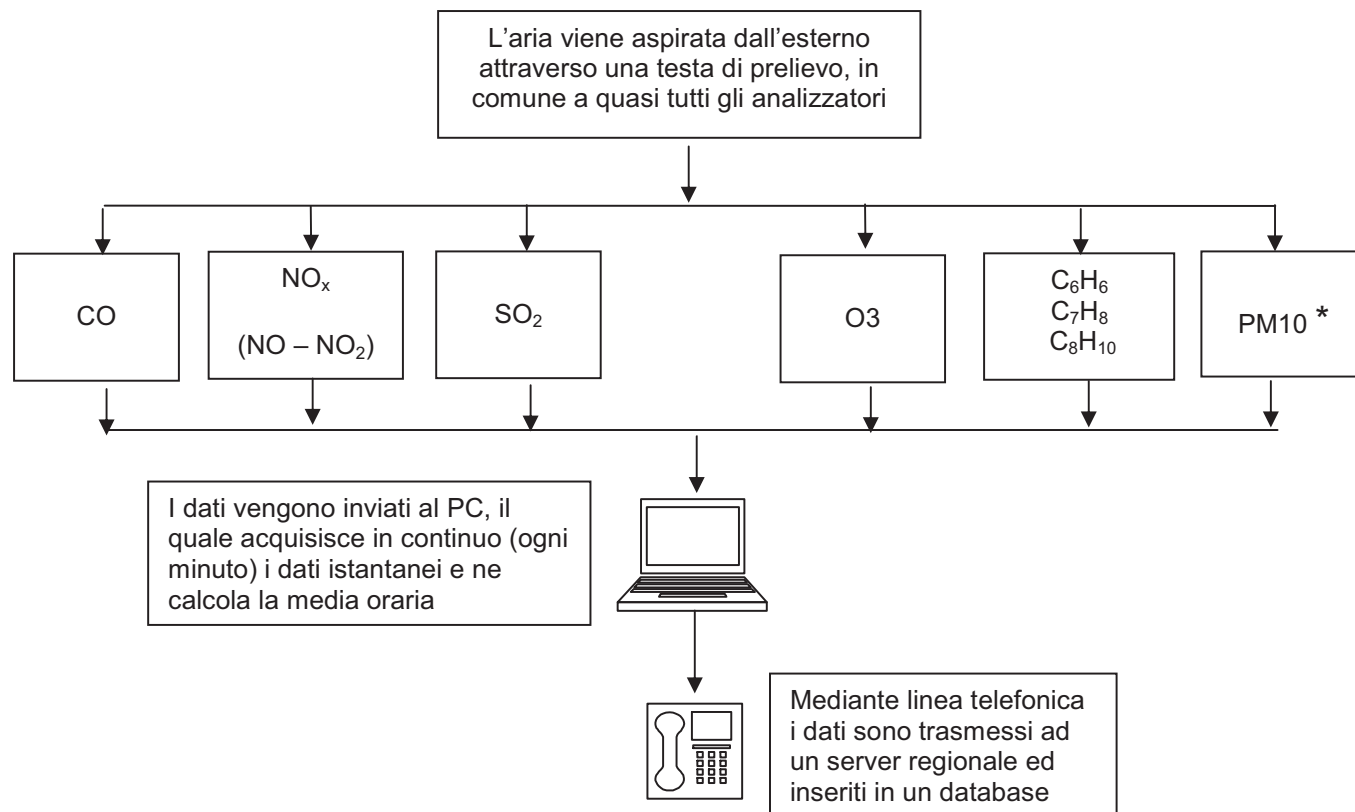 L’aria viene aspirata dall’esterno
attraverso una testa di prelievo, in
comune a quasi tutti gli analizzatori
CO
NOₓ
(NO – NO₂)
SO₂
O3
C₆H₆
C₇H₈
C₈H₁₀
PM10 *
I dati vengono inviati al PC, il
quale acquisisce in continuo (ogni
minuto) i dati istantanei e ne
calcola la media oraria
Mediante linea telefonica
i dati sono trasmessi ad
un server regionale ed
inseriti in un database